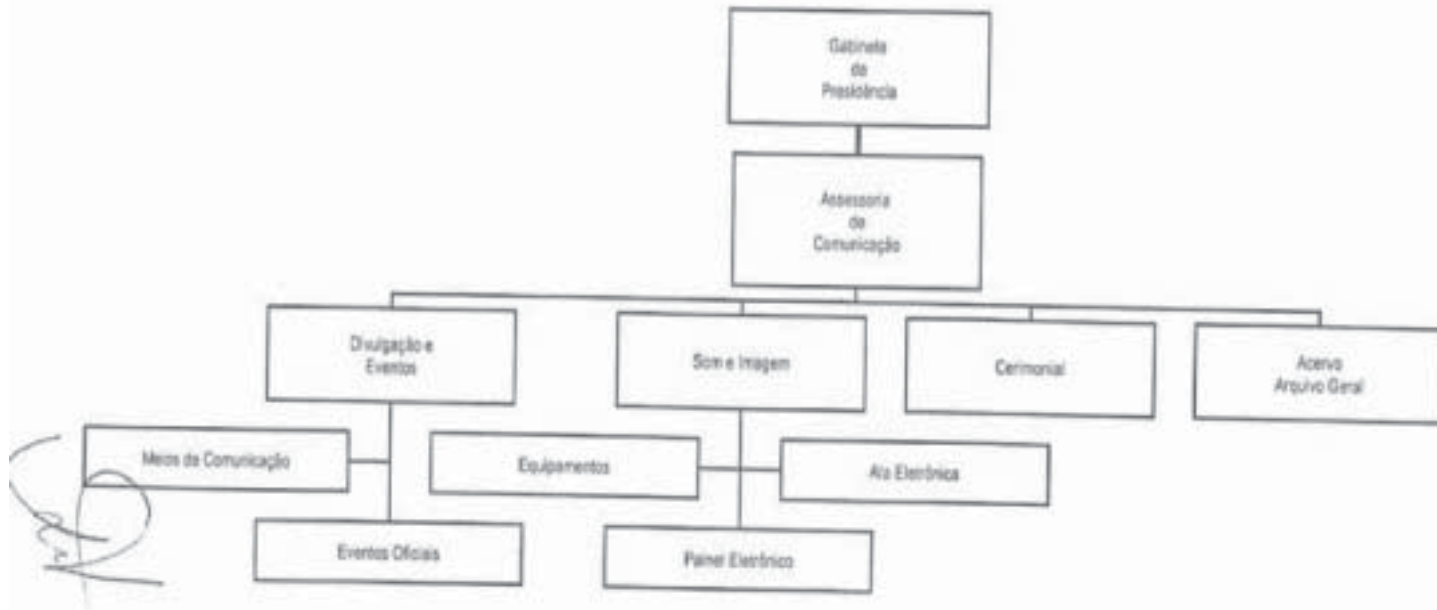 Gabinete
da
Presidência
Assessoria
de
Comunicação
Divulgação e
Eventos
Som e Imagem
Cerimonial
Acervo
Arquivo Geral
Meios de Comunicação
Equipamentos
Eletrônica
Eventos Oficiais
Painel Eletrônico